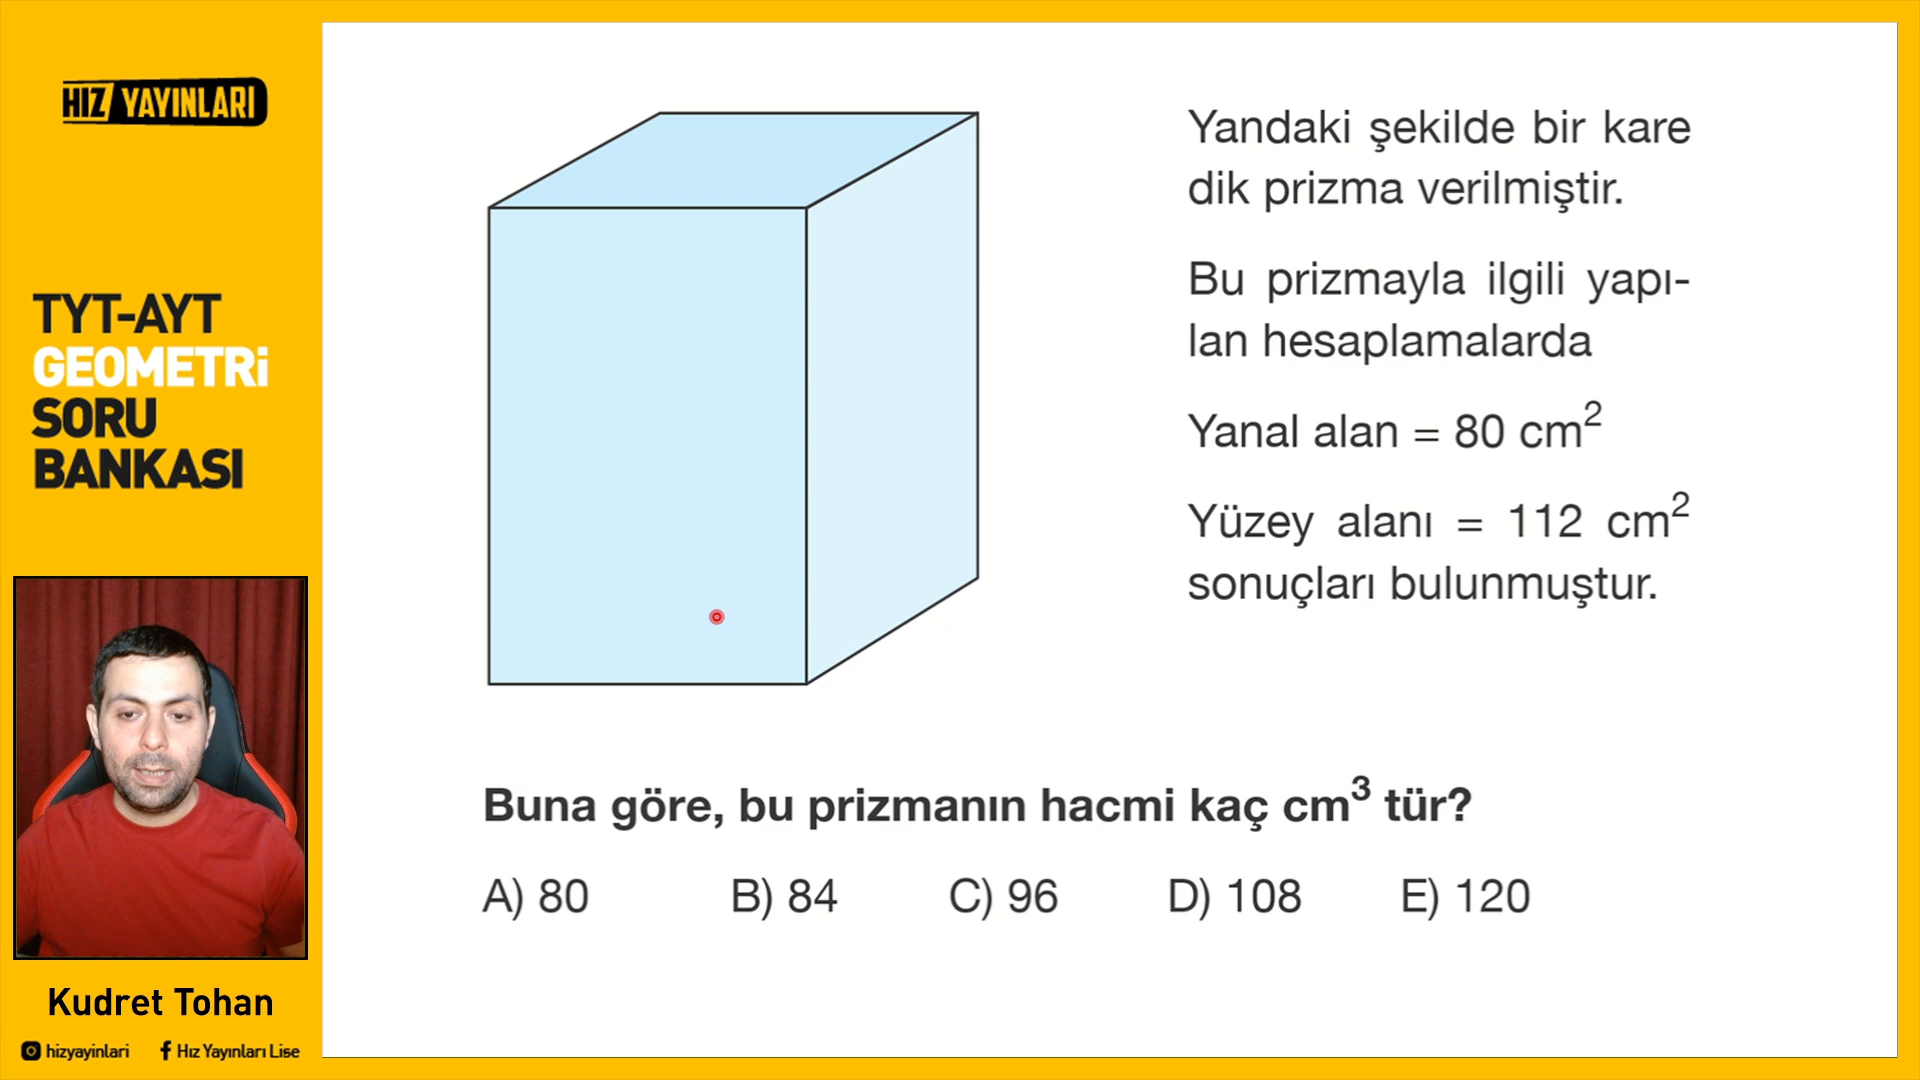 HIZ YAYINLARI
TYT-AYT
GEOMETRİ
SORU
BANKASI
Kudret Tohan
hizyayinlari
Hız Yayınları Lise
Yandaki şekilde bir kare
dik prizma verilmiştir.
Bu prizmayla ilgili yapı-
lan hesaplamalarda
Yanal alan = 80 cm²
Yüzey alanı = 112 cm²
sonuçları bulunmuştur.
Buna göre, bu prizmanın hacmi kaç cm³ tür?
A) 80 B) 84 C) 96 D) 108 E) 120